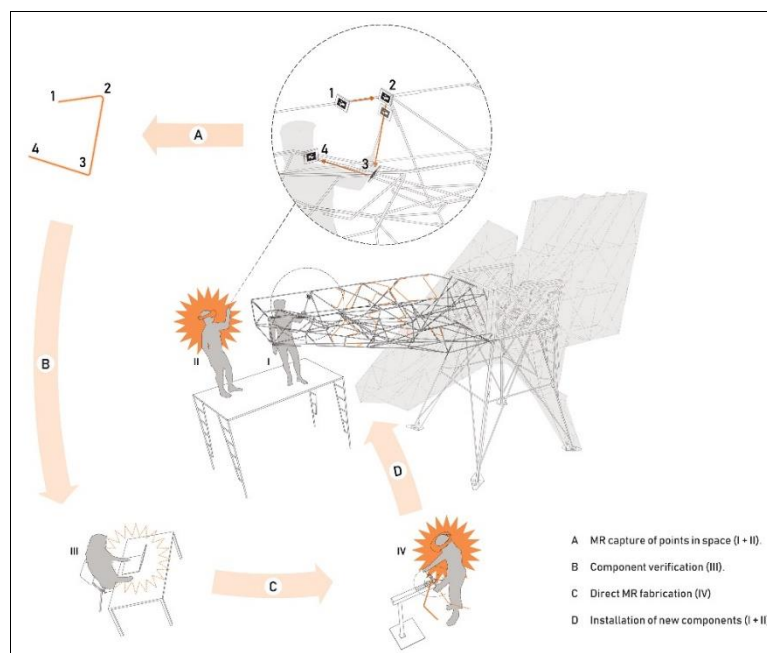 1
2
3
4
1
2
3
4
A
B
II
I
D
III
IV
C
A MR capture of points in space (I + II).
B Component verification (III).
C Direct MR fabrication (IV)
D Installation of new components (I + II)